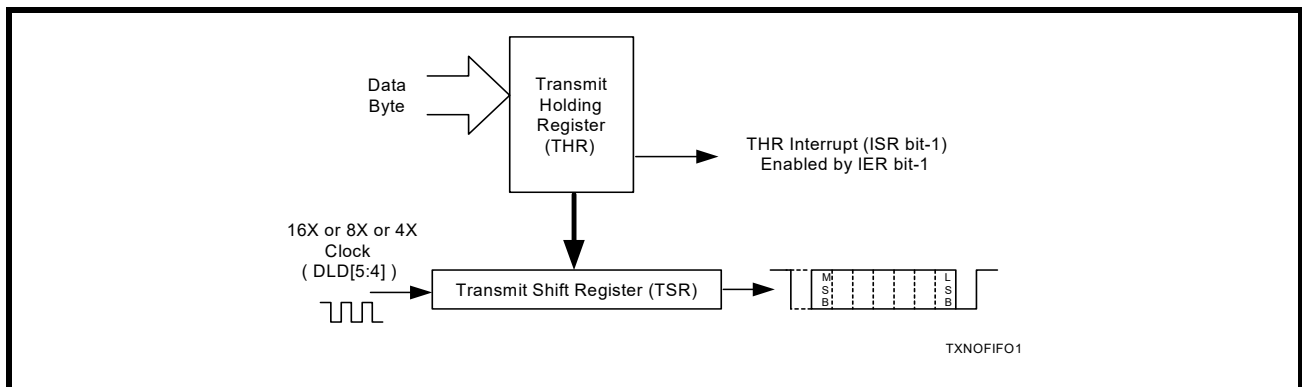 Data
Byte
Transmit
Holding
Register
(THR)
THR Interrupt (ISR bit-1)
Enabled by IER bit-1
16X or 8X or 4X
Clock
( DLD[5:4] )
Transmit Shift Register (TSR)
M
S
B
L
S
B
TXNOFIFO1